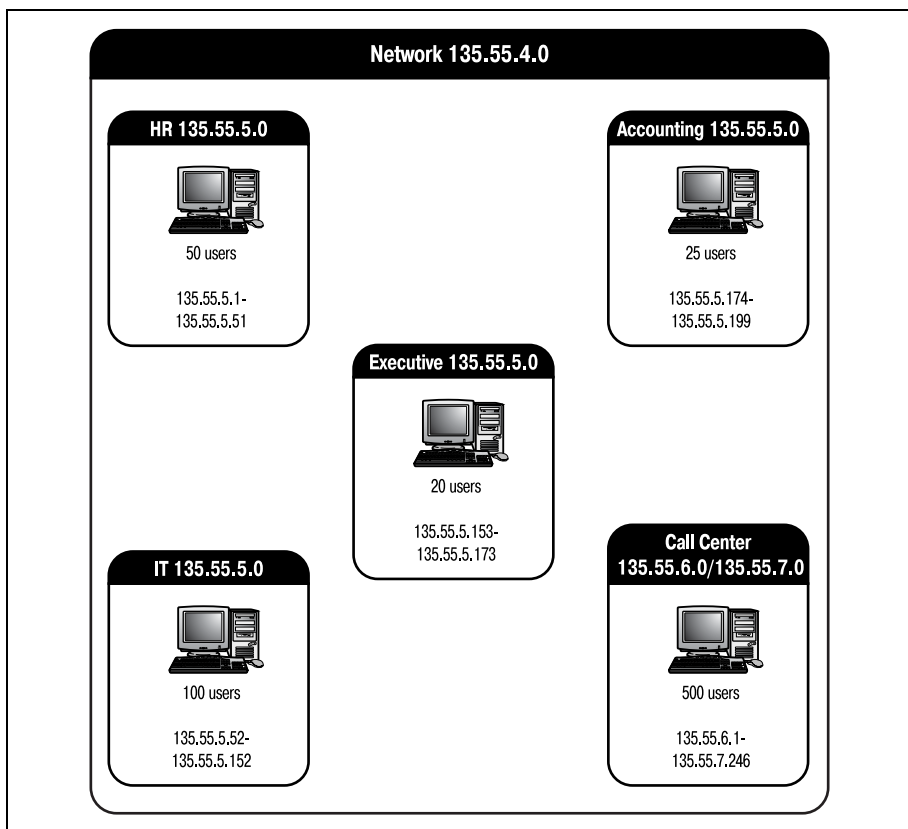 Network 135.55.4.0
HR 135.55.5.0
50 users
135.55.5.1-
135.55.5.51
Accounting 135.55.5.0
25 users
135.55.5.174-
135.55.5.199
Executive 135.55.5.0
20 users
135.55.5.153-
135.55.5.173
IT 135.55.5.0
100 users
135.55.5.52-
135.55.5.152
Call Center
135.55.6.0/135.55.7.0
500 users
135.55.6.1-
135.55.7.246